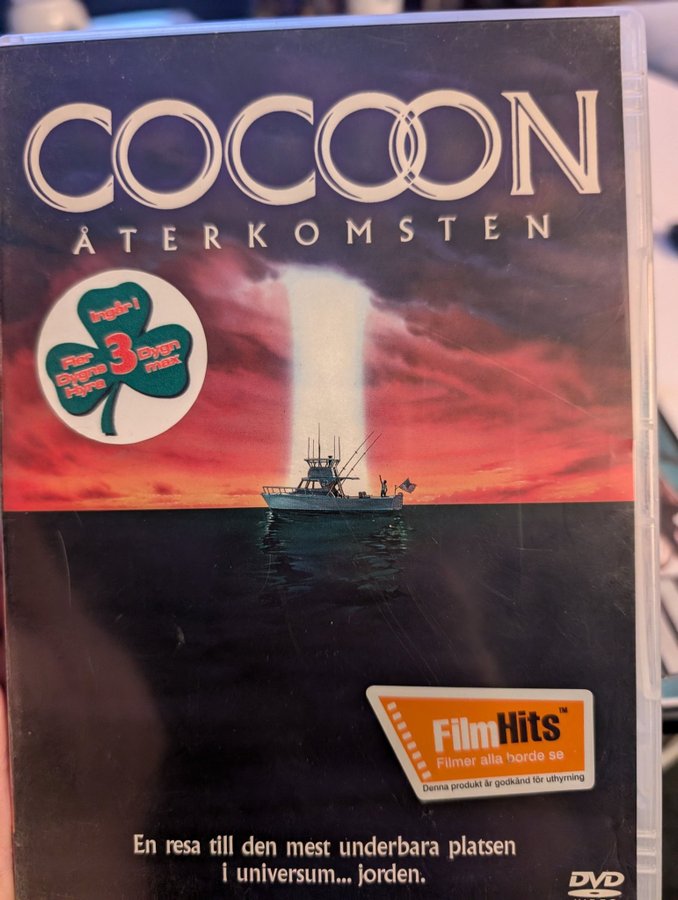 COCOON
ÅTERKOMSTEN
Ingår i
Fler
Dygns
Hyra
3
Dygn
max
FilmHits™
Filmer alla borde se
Denna produkt är godkänd för uthyrning
En resa till den mest underbara platsen
i universum... jorden.
DVD
VIDEO